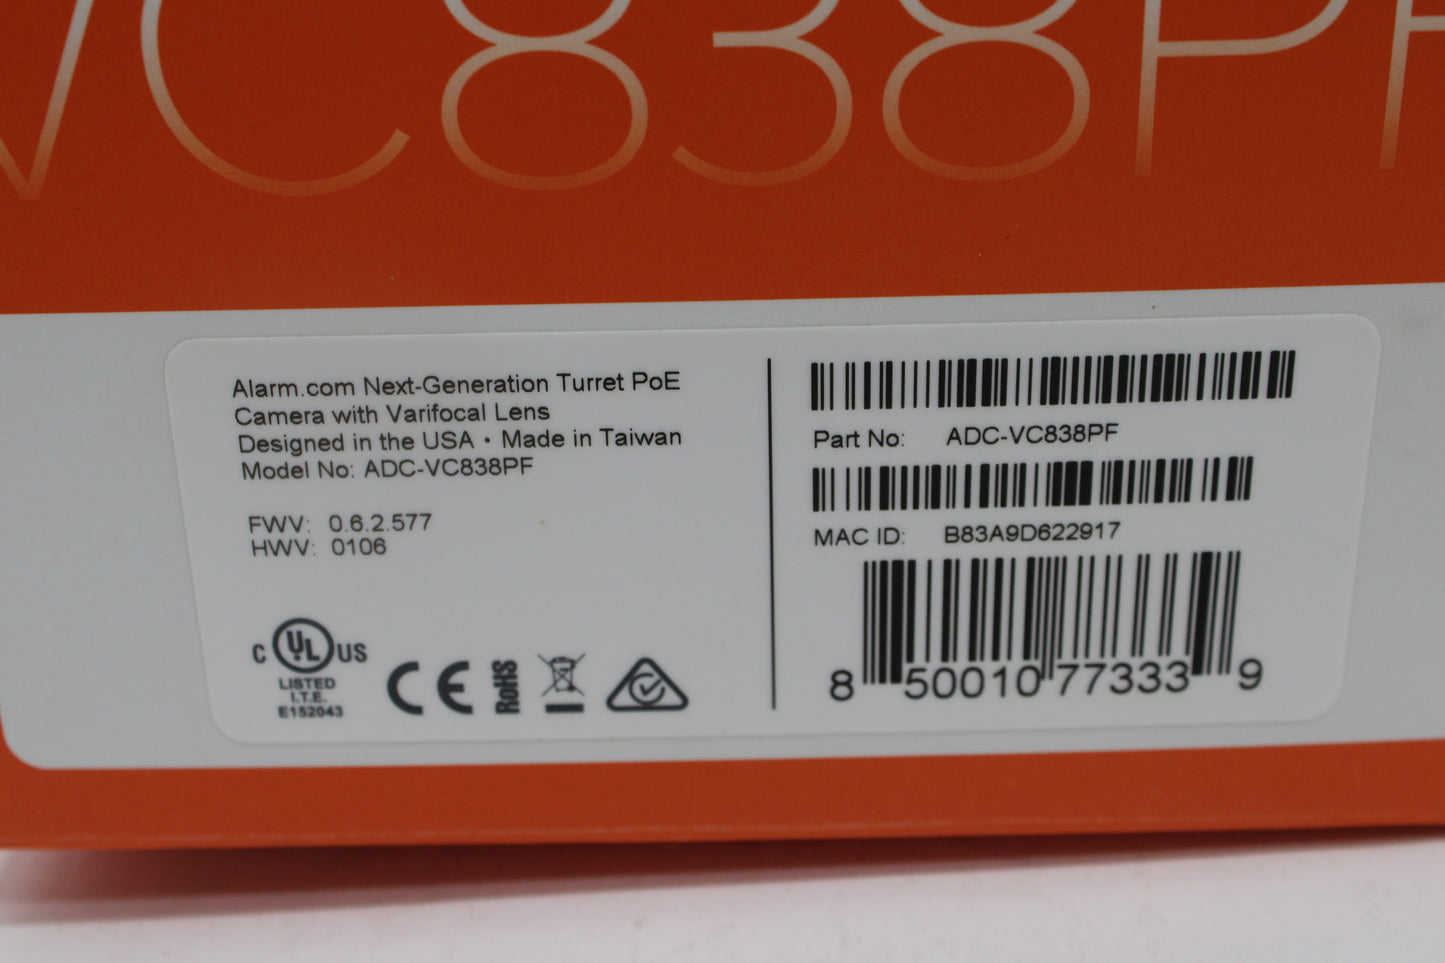 VC838PF
Alarm.com Next-Generation Turret PoE
Camera with Varifocal Lens
Designed in the USA • Made in Taiwan
Model No: ADC-VC838PF
FWV: 0.6.2.577
HWV: 0106
C UL US
LISTED
I.T.E.
E152043
CE
RoHS
Part No: ADC-VC838PF
MAC ID: B83A9D622917
8 50010 77333 9